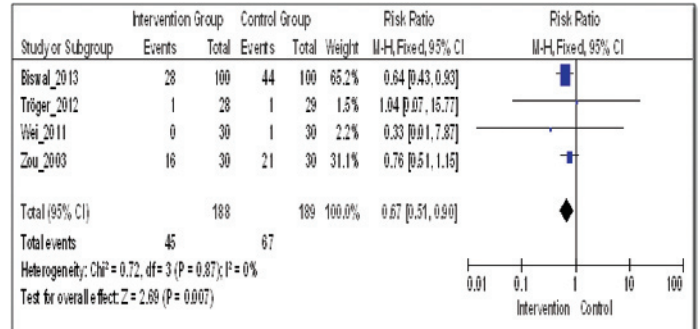 Intervention Group Control Group Risk Ratio Risk Ratio
Study or Subgroup Events Total Events Total Weight M-H, Fixed, 95% CI M-H, Fixed, 95% CI
Biswal_2013 28 100 44 100 65.2% 0.64 [0.43, 0.93]
Tröger_2012 1 28 1 29 1.5% 1.04 [0.07, 15.77]
Wei_2011 0 30 1 30 2.2% 0.33 [0.01, 7.87]
Zou_2003 16 30 21 30 31.1% 0.76 [0.51, 1.15]
Total (95% CI) 188 189 100.0% 0.67 [0.51, 0.90]
Total events 45 67
Heterogeneity: Chi² = 0.72, df = 3 (P = 0.87); I² = 0%
Test for overall effect: Z = 2.69 (P = 0.007)
0.01 0.1 1 10 100
Intervention Control